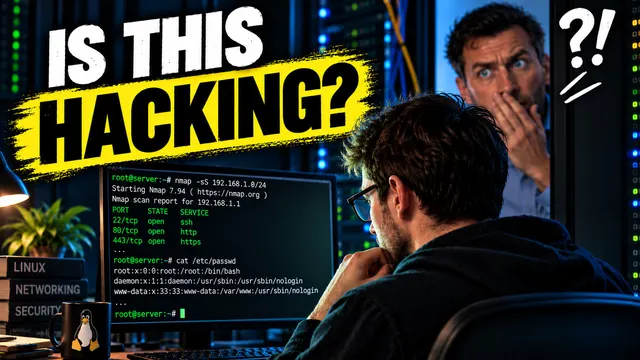 IS THIS
HACKING?
?!
root@server:~# nmap -sS 192.168.1.0/24
Starting Nmap 7.94 ( https://nmap.org )
Nmap scan report for 192.168.1.1
PORT STATE SERVICE
22/tcp open ssh
80/tcp open http
443/tcp open https
...
root@server:~# cat /etc/passwd
root:x:0:0:root:/root:/bin/bash
daemon:x:1:1:daemon:/usr/sbin:/usr/sbin/nologin
www-data:x:33:33:www-data:/var/www:/usr/sbin/nologin
...
root@server:~#
LINUX
NETWORKING
SECURITY